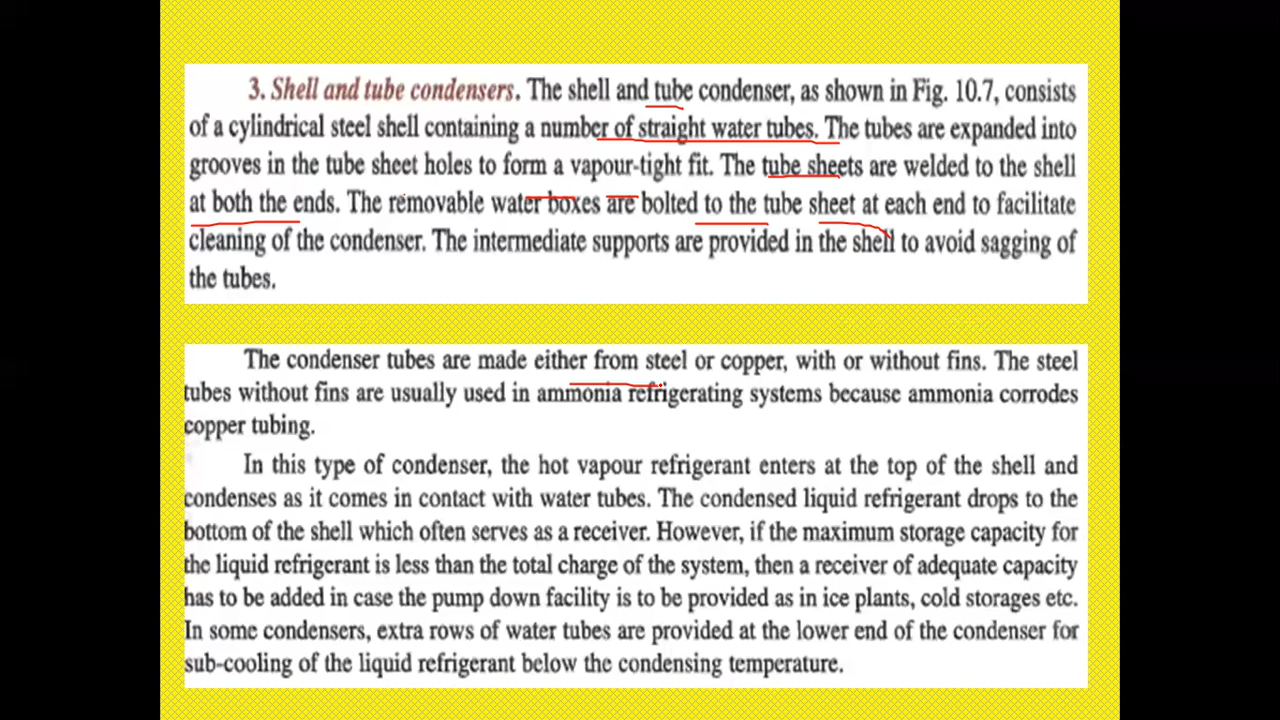 3. Shell and tube condensers. The shell and tube condenser, as shown in Fig. 10.7, consists
of a cylindrical steel shell containing a number of straight water tubes. The tubes are expanded into
grooves in the tube sheet holes to form a vapour-tight fit. The tube sheets are welded to the shell
at both the ends. The removable water boxes are bolted to the tube sheet at each end to facilitate
cleaning of the condenser. The intermediate supports are provided in the shell to avoid sagging of
the tubes.
The condenser tubes are made either from steel or copper, with or without fins. The steel
tubes without fins are usually used in ammonia refrigerating systems because ammonia corrodes
copper tubing.
In this type of condenser, the hot vapour refrigerant enters at the top of the shell and
condenses as it comes in contact with water tubes. The condensed liquid refrigerant drops to the
bottom of the shell which often serves as a receiver. However, if the maximum storage capacity for
the liquid refrigerant is less than the total charge of the system, then a receiver of adequate capacity
has to be added in case the pump down facility is to be provided as in ice plants, cold storages etc.
In some condensers, extra rows of water tubes are provided at the lower end of the condenser for
sub-cooling of the liquid refrigerant below the condensing temperature.